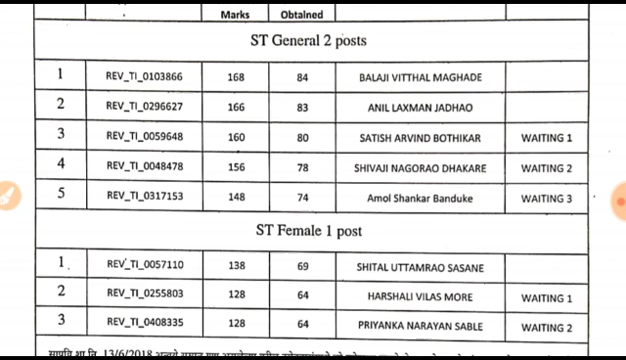 Marks Obtained
ST General 2 posts
1 REV_TI_0103866 168 84 BALAJI VITTHAL MAGHADE
2 REV_TI_0296627 166 83 ANIL LAXMAN JADHAO
3 REV_TI_0059648 160 80 SATISH ARVIND BOTHIKAR WAITING 1
4 REV_TI_0048478 156 78 SHIVAJI NAGORAO DHAKARE WAITING 2
5 REV_TI_0317153 148 74 Amol Shankar Banduke WAITING 3
ST Female 1 post
1 REV_TI_0057110 138 69 SHITAL UTTAMRAO SASANE
2 REV_TI_0255803 128 64 HARSHALI VILAS MORE WAITING 1
3 REV_TI_0408335 128 64 PRIYANKA NARAYAN SABLE WAITING 2
13/6/2018